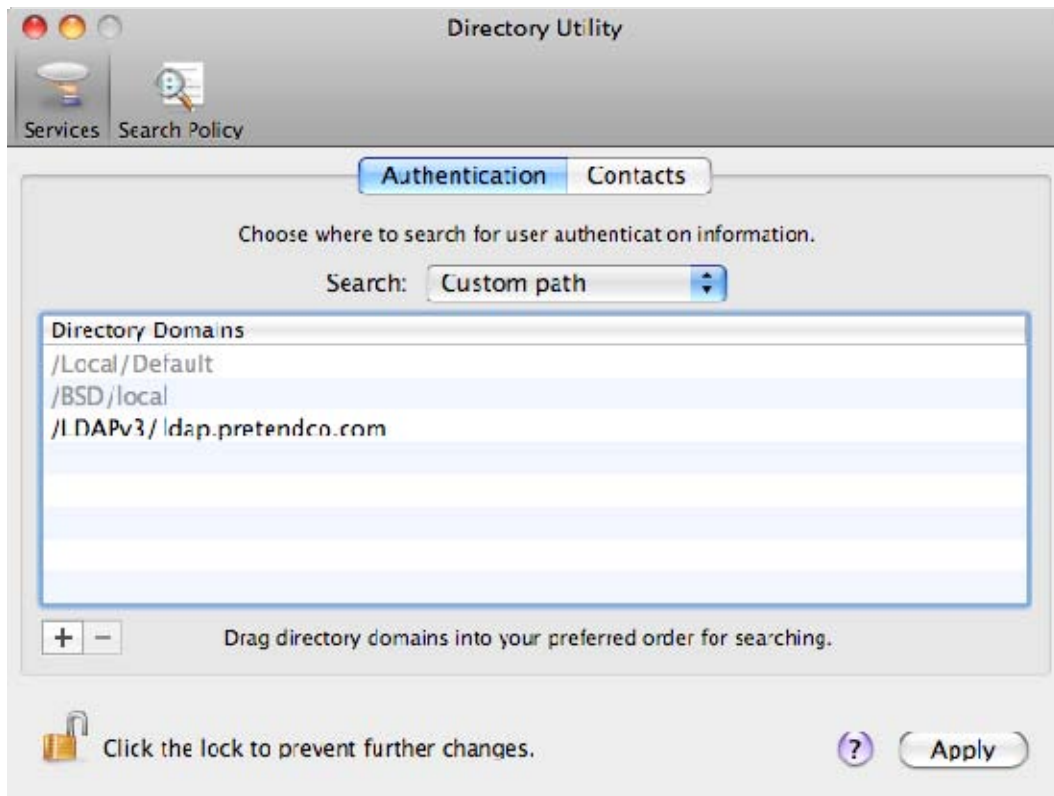 Directory Utility
Services Search Policy
Authentication Contacts
Choose where to search for user authenticat on information.
Search: Custom path
Directory Domains
/Local/Default
/BSD/local
/LDAPv3/ ldap.pretendco.com
+ − Drag directory domains into your preferred order for searching.
Click the lock to prevent further changes. ? Apply